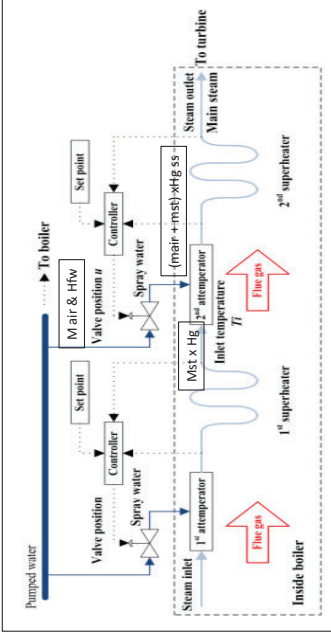 Pumped water
To boiler
Set point
Controller
Valve position
Spray water
1st attemperator
Steam inlet
Flue gas
Inside boiler
1st superheater
M air & Hfw
Set point
Controller
Valve position u
Spray water
Mst x Hg
2nd attemperator
Inlet temperature
Ti
(mair + mst) xHg ss
Flue gas
2nd superheater
Steam outlet
Main steam
To turbine